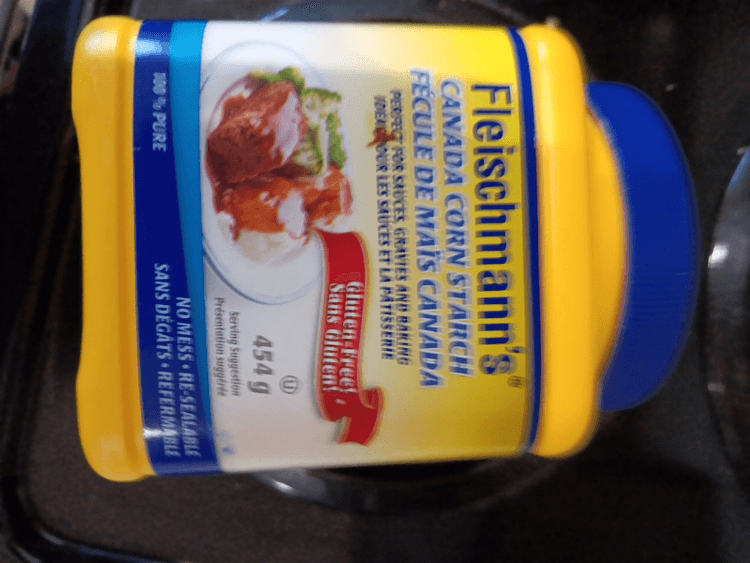 Fleischmann's®
CANADA CORN STARCH
FÉCULE DE MAÏS CANADA
PERFECT FOR SAUCES, GRAVIES AND BAKING
IDÉAL POUR LES SAUCES ET LA PÂTISSERIE
Gluten Free!
Sans Gluten!
454 g
Serving Suggestion
Présentation suggérée
100 % PURE
NO MESS • RE-SEALABLE
SANS DÉGÂTS • REFERMABLE